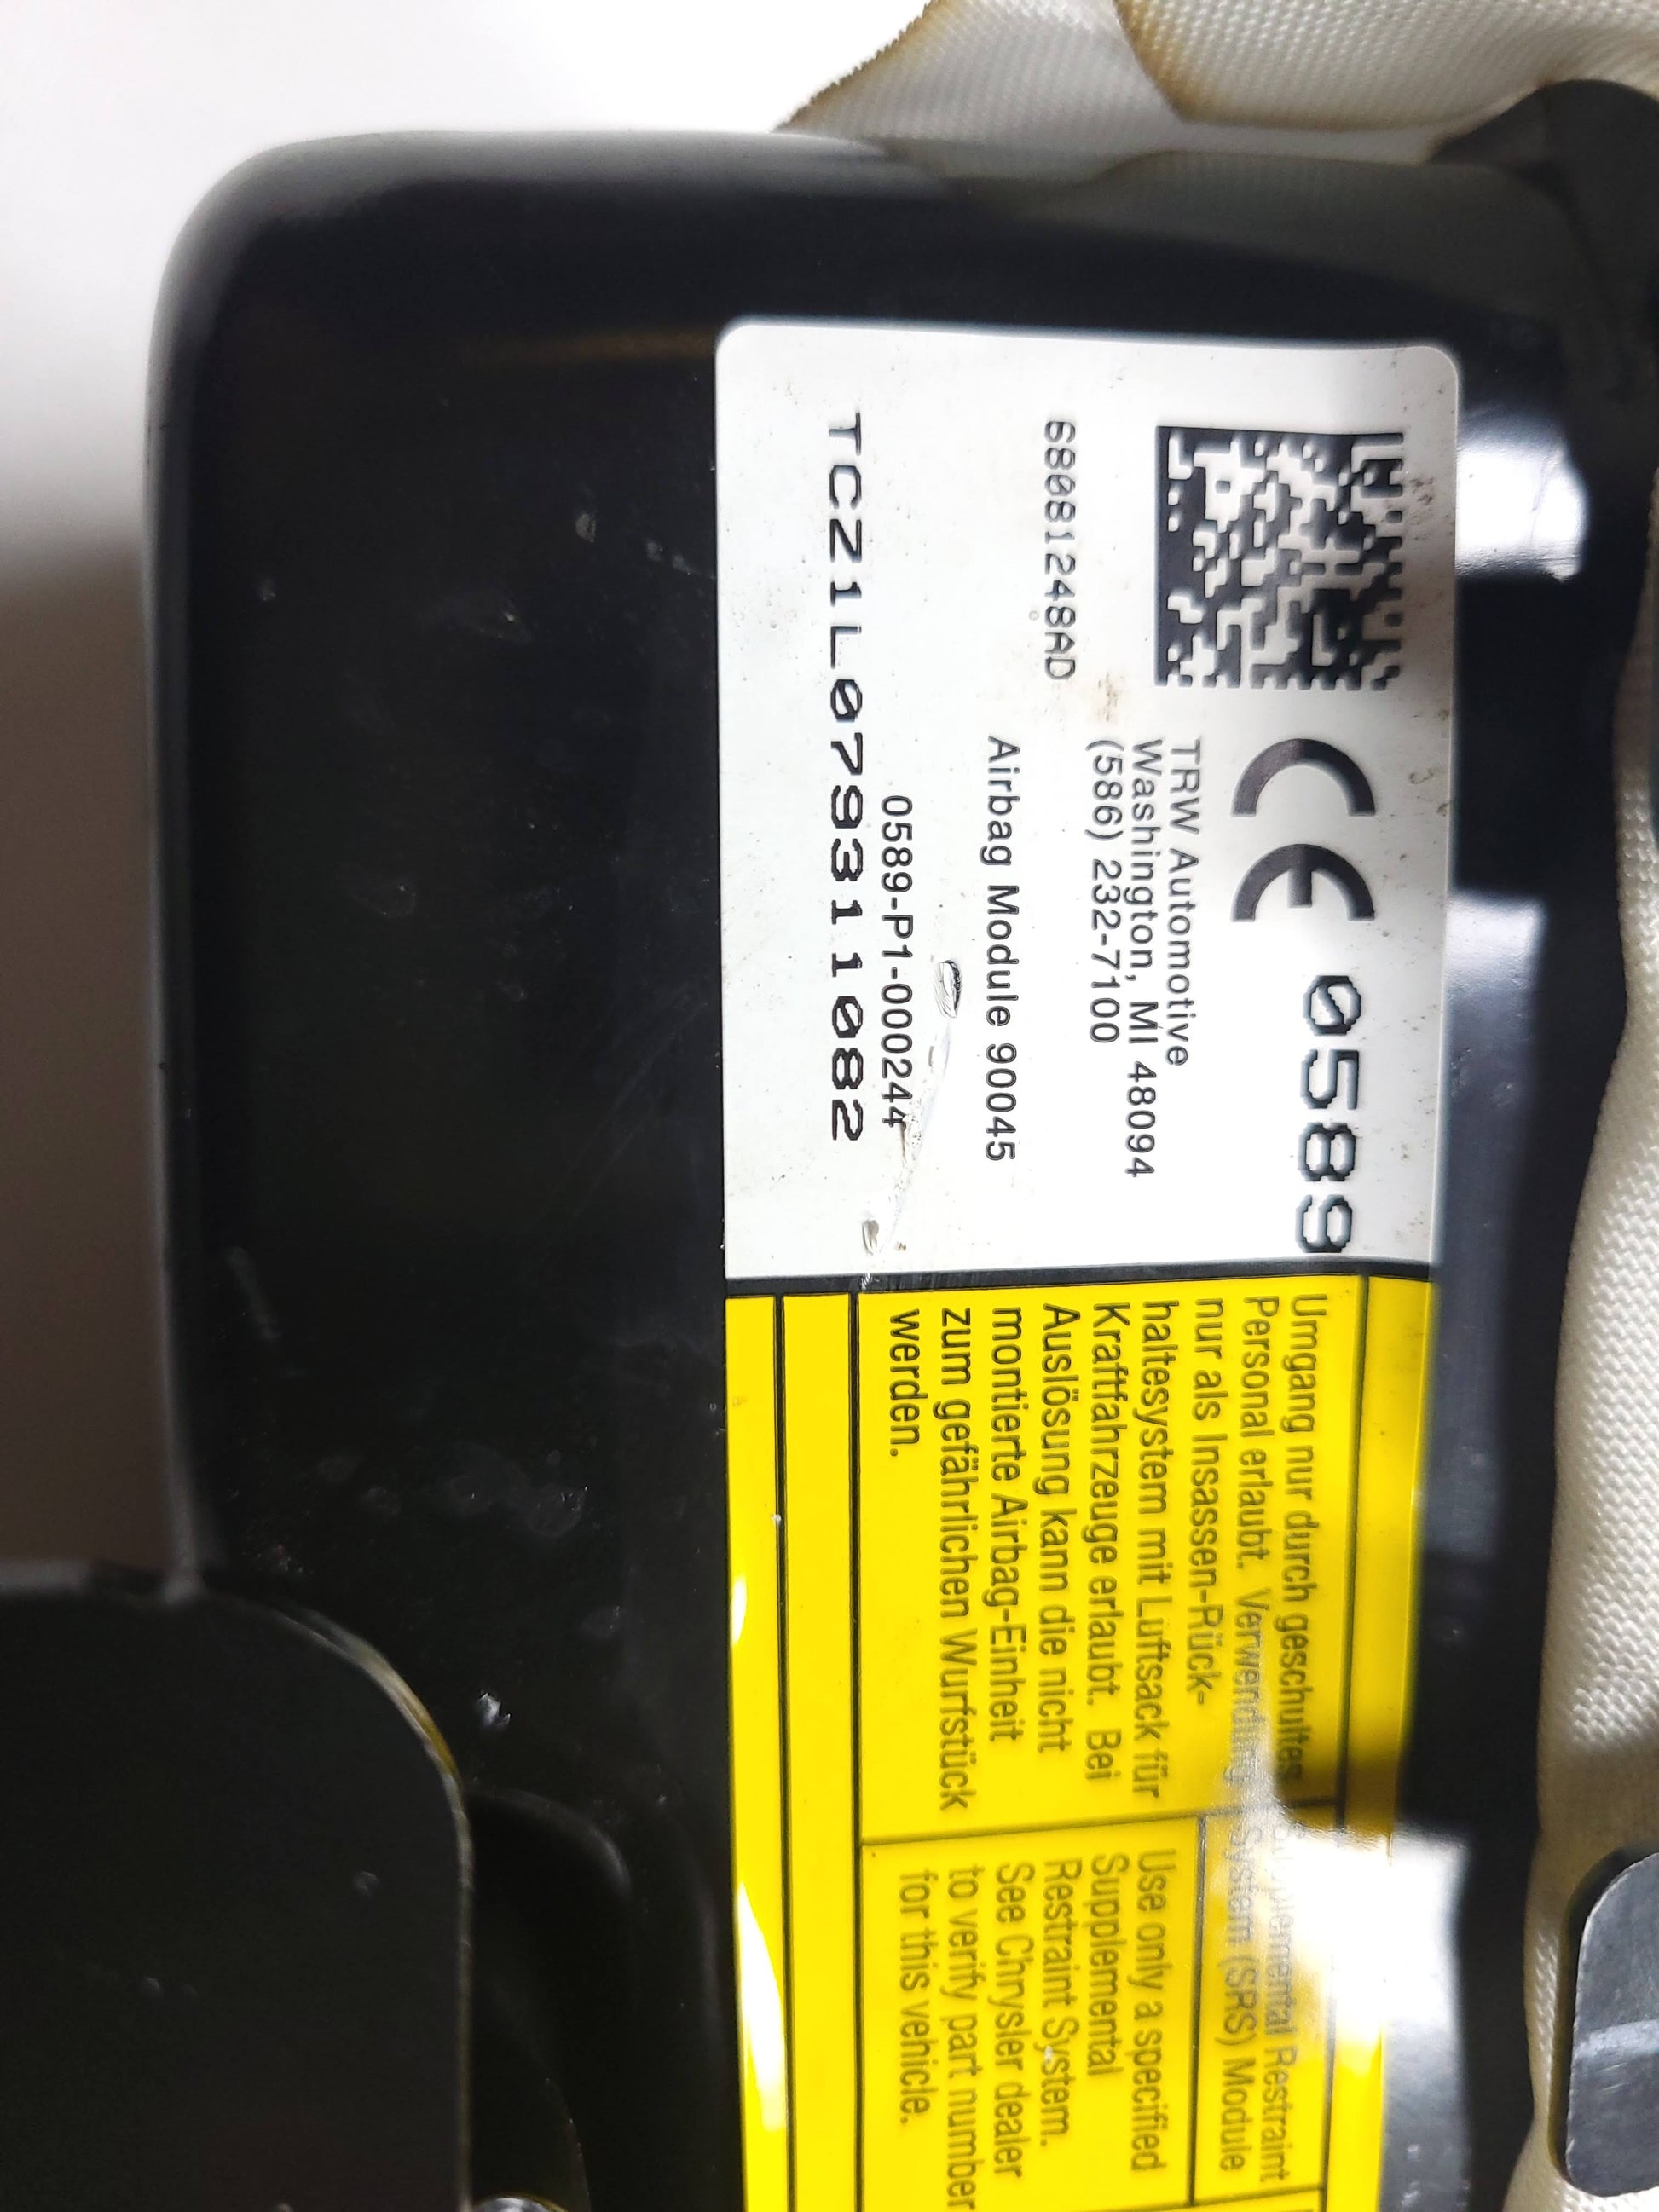 CE 0589
TRW Automotive
Washington, MI 48094
(586) 232-7100
68081248AD
Airbag Module 90045
0589-P1-000244
TCZ1L079311082
Umgang nur durch geschultes
Personal erlaubt. Verwendung
nur als Insassen-Rück-
haltesystem mit Luftsack für
Kraftfahrzeuge erlaubt. Bei
Auslösung kann die nicht
montierte Airbag-Einheit
zum gefährlichen Wurfstück
werden.
Supplemental Restraint
System (SRS) Module
Use only a specified
Supplemental
Restraint System.
See Chrysler dealer
to verify part number
for this vehicle.